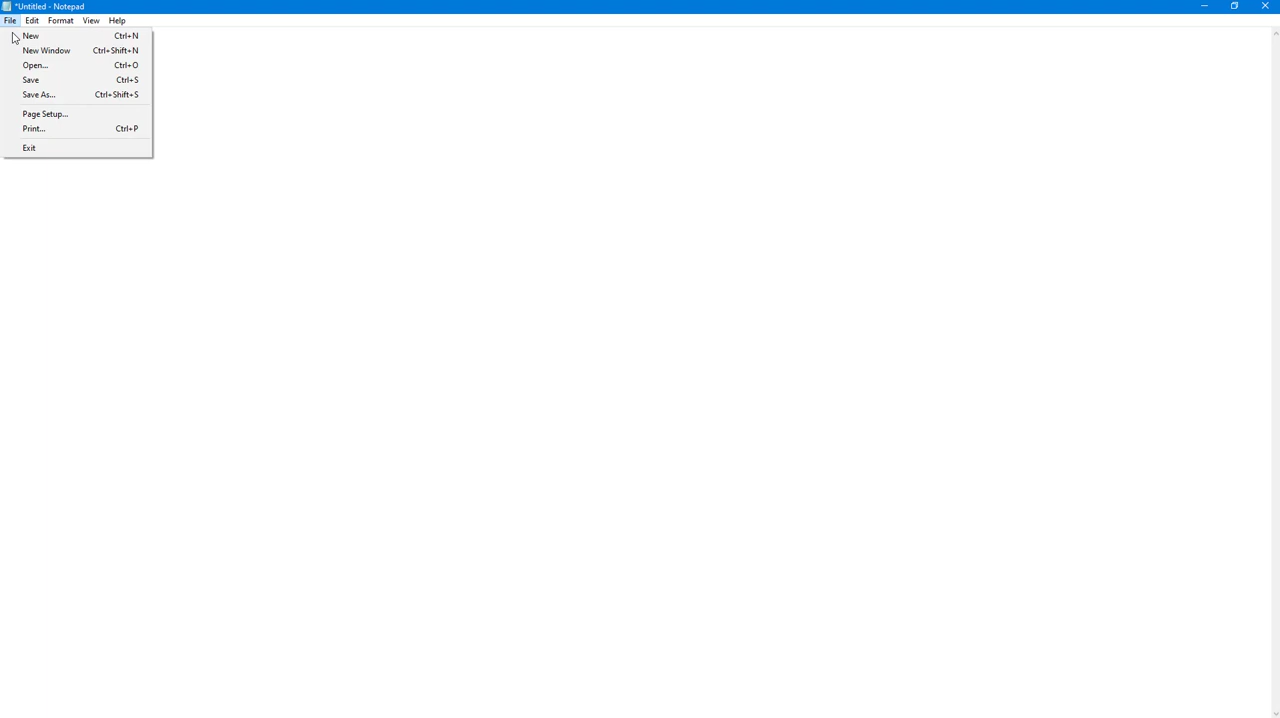 *Untitled - Notepad
File Edit Format View Help
New Ctrl+N
New Window Ctrl+Shift+N
Open... Ctrl+O
Save Ctrl+S
Save As... Ctrl+Shift+S
Page Setup...
Print... Ctrl+P
Exit